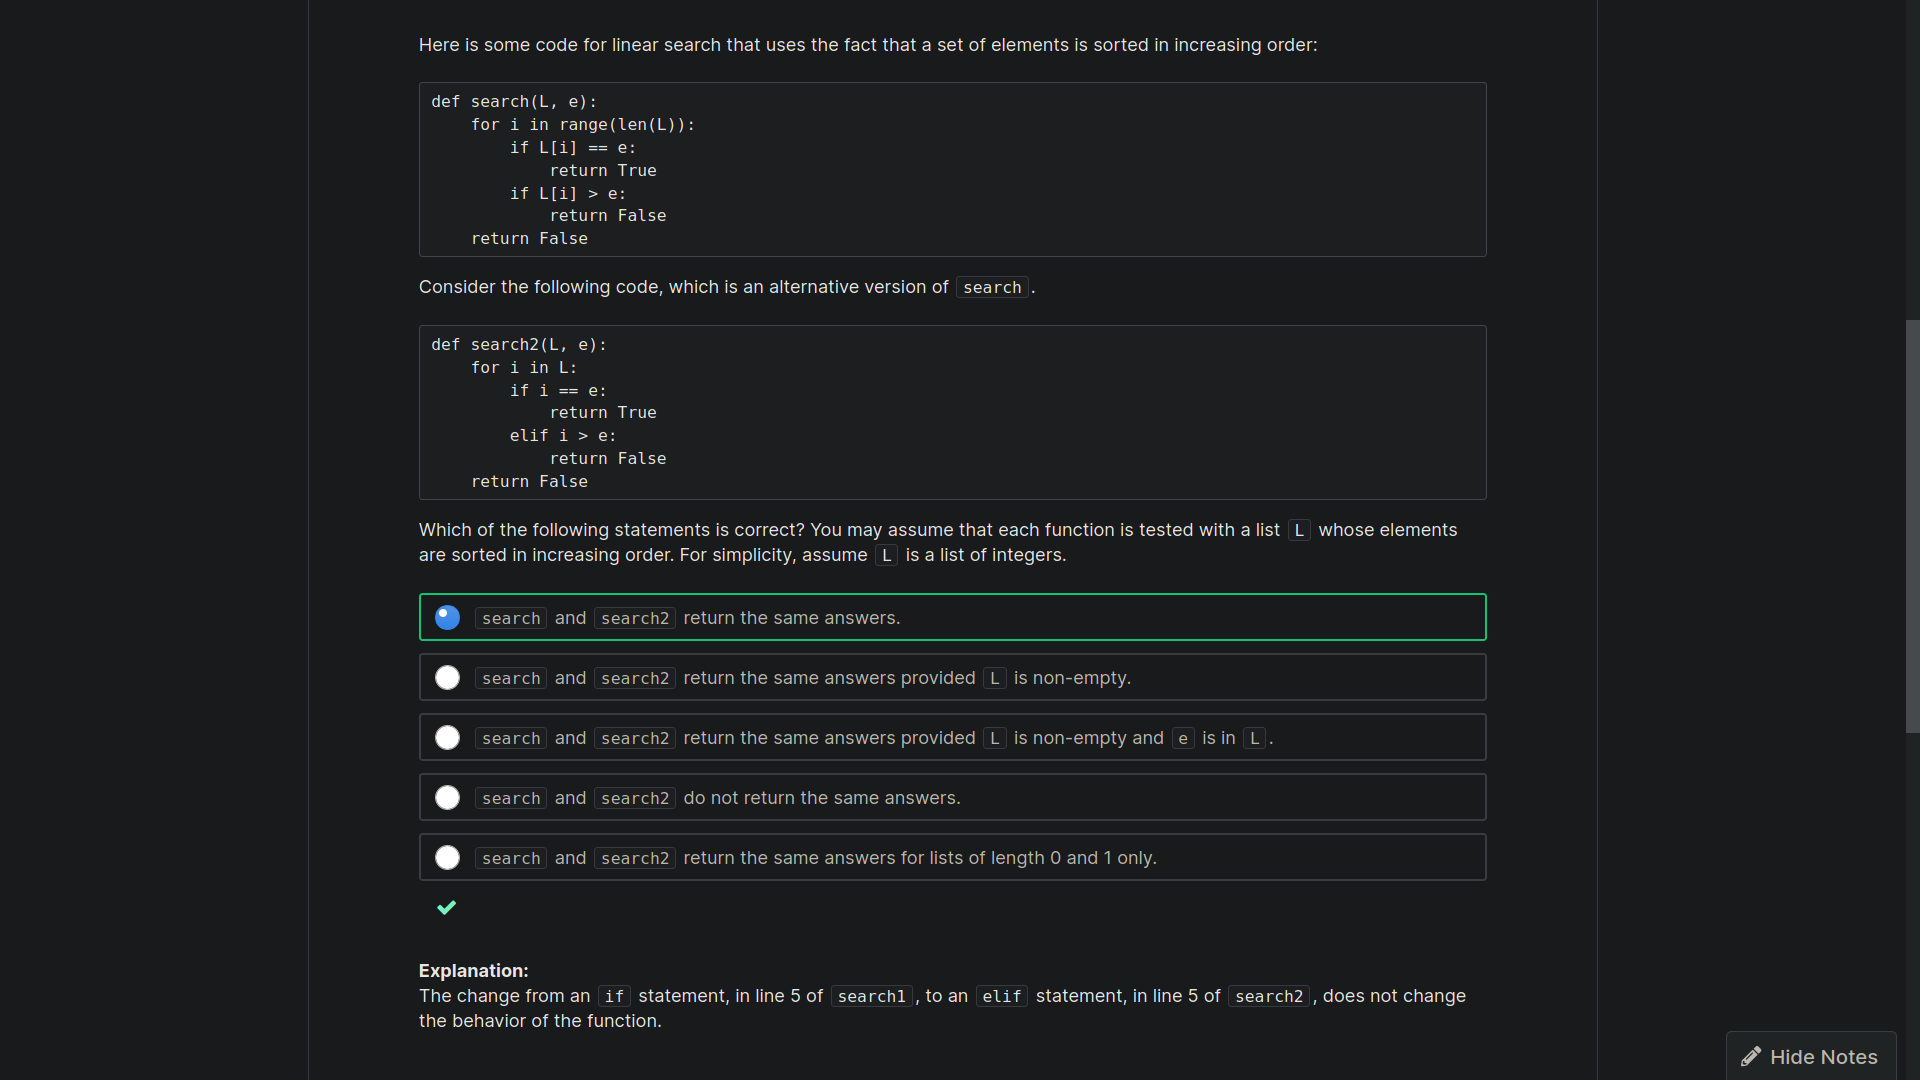 Here is some code for linear search that uses the fact that a set of elements is sorted in increasing order:
def search(L, e):
    for i in range(len(L)):
        if L[i] == e:
            return True
        if L[i] > e:
            return False
    return False
Consider the following code, which is an alternative version of search.
def search2(L, e):
    for i in L:
        if i == e:
            return True
        elif i > e:
            return False
    return False
Which of the following statements is correct? You may assume that each function is tested with a list L whose elements
are sorted in increasing order. For simplicity, assume L is a list of integers.
search and search2 return the same answers.
search and search2 return the same answers provided L is non-empty.
search and search2 return the same answers provided L is non-empty and e is in L.
search and search2 do not return the same answers.
search and search2 return the same answers for lists of length 0 and 1 only.
Explanation:
The change from an if statement, in line 5 of search1, to an elif statement, in line 5 of search2, does not change
the behavior of the function.
Hide Notes